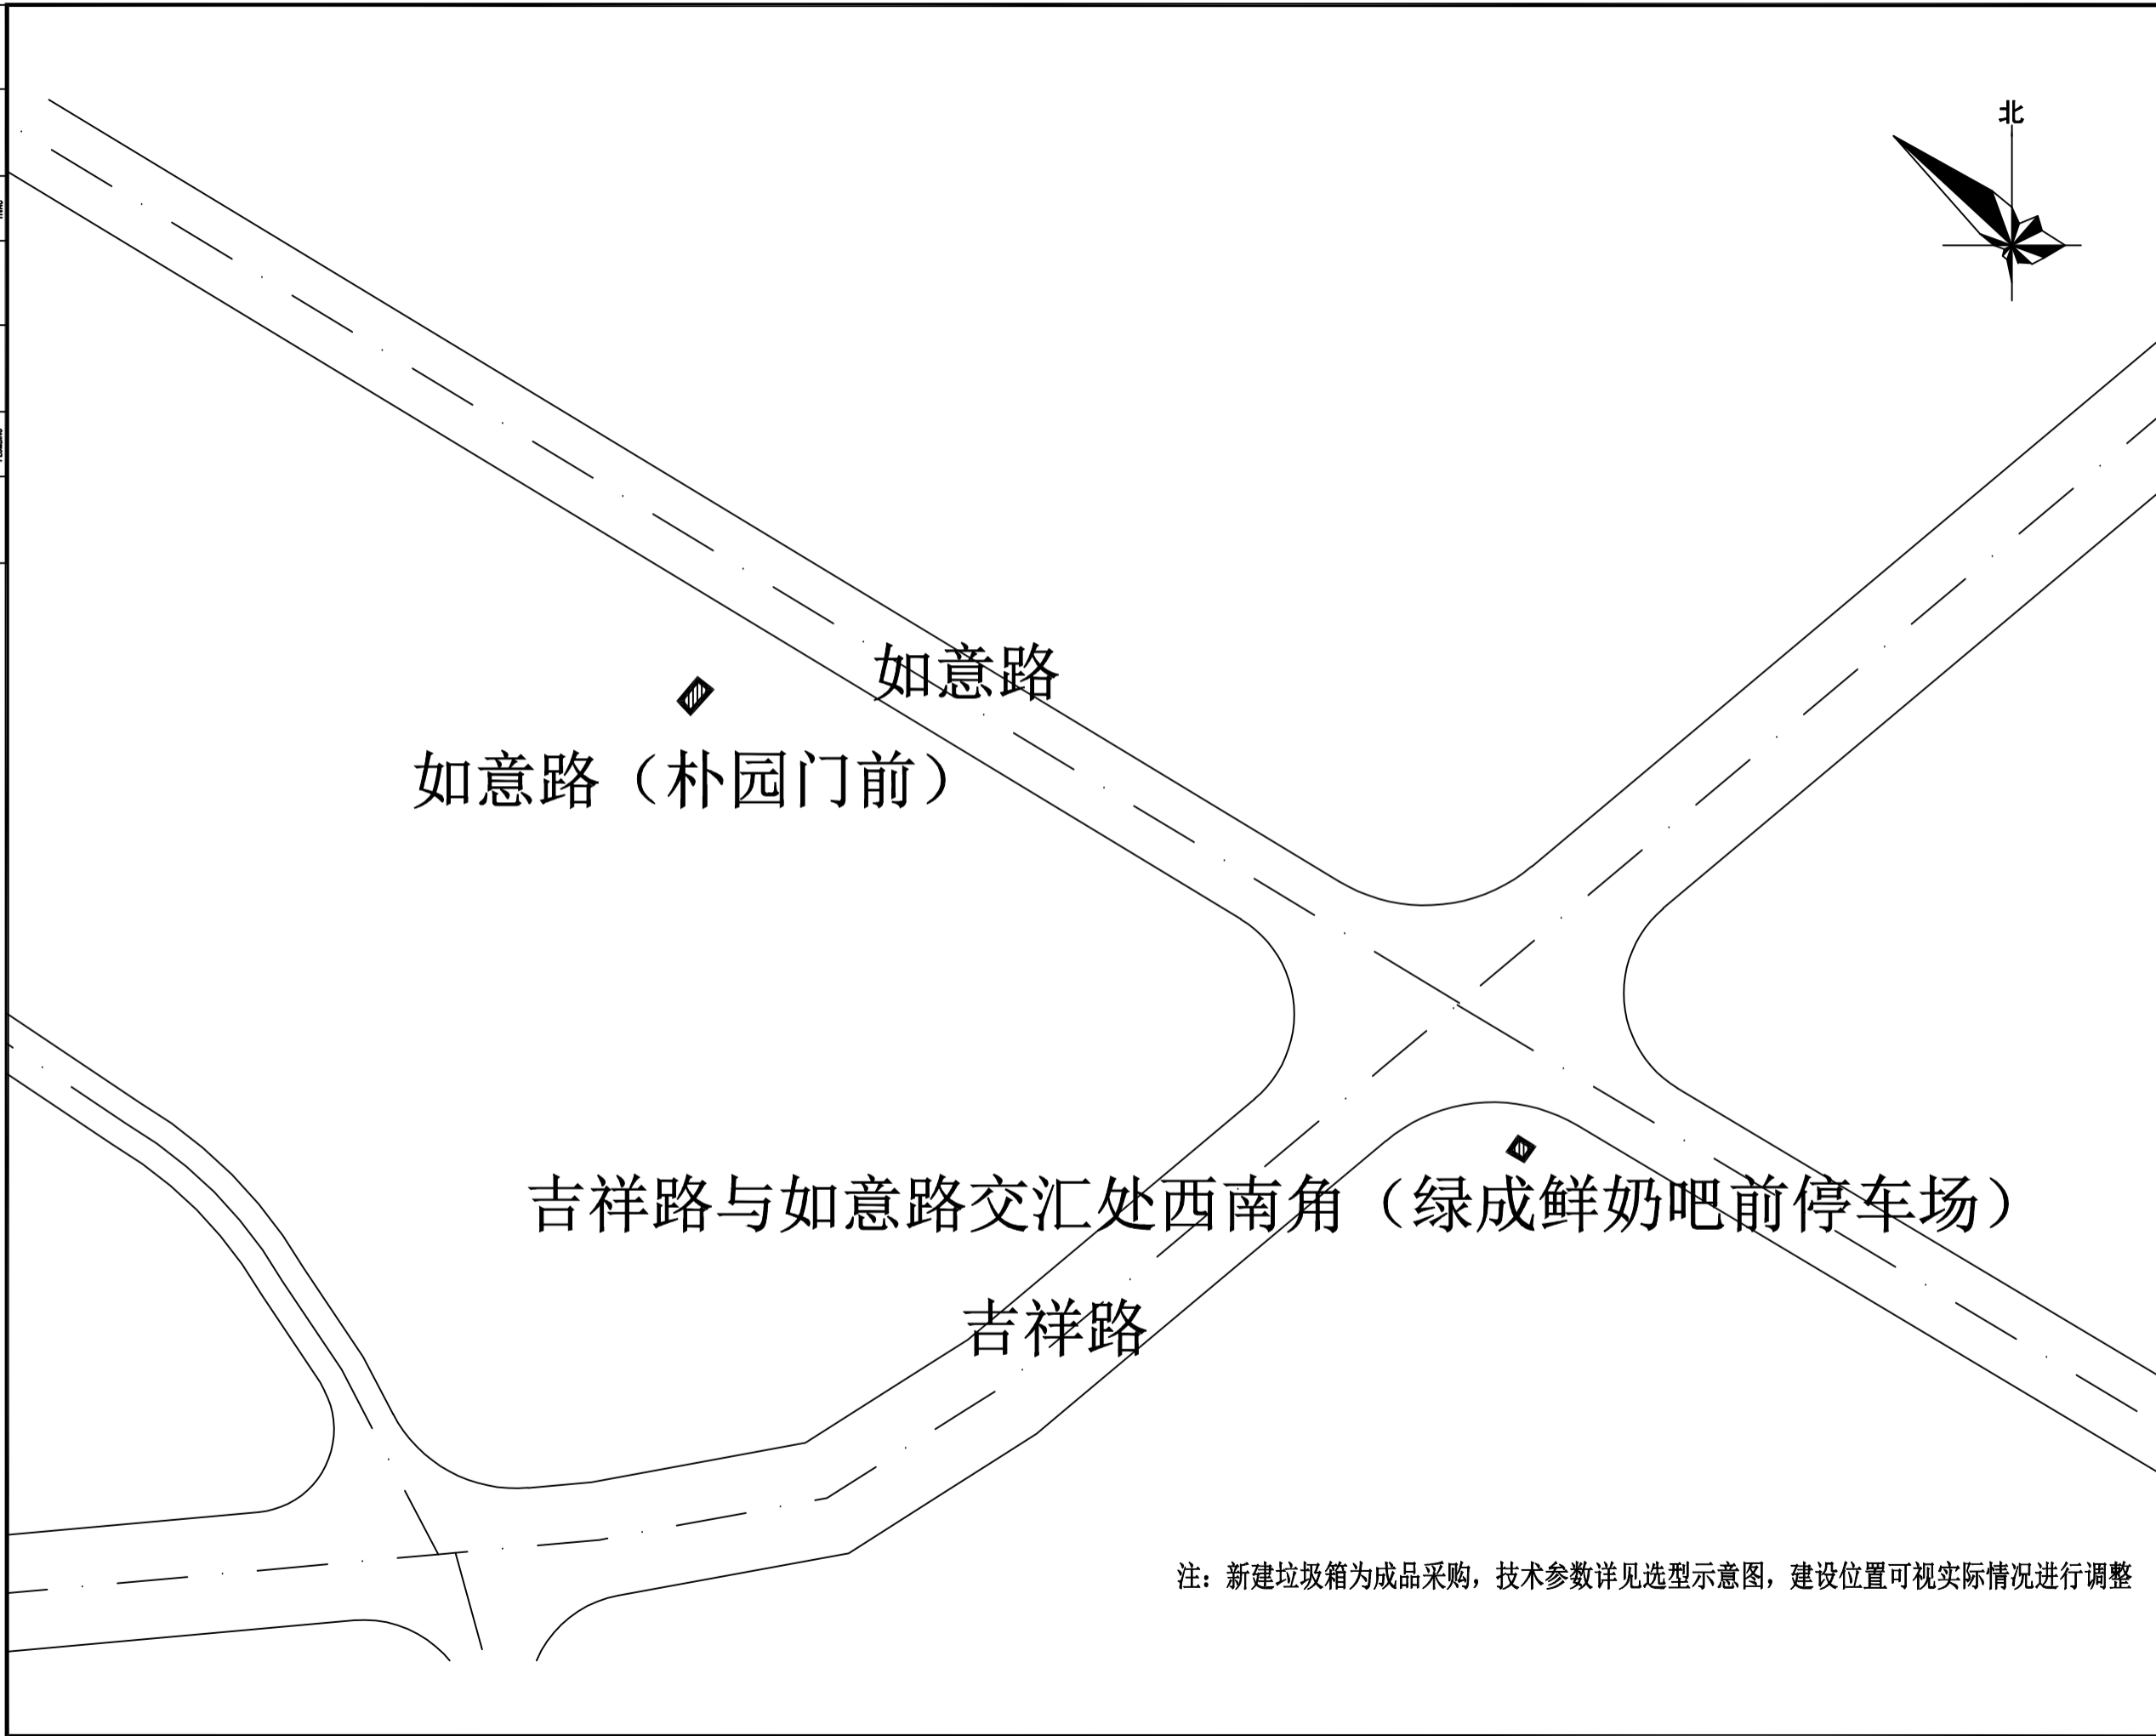 北
如意路
如意路（朴园门前）
吉祥路与如意路交汇处西南角（绿成鲜奶吧前停车场）
吉祥路
注：新建垃圾箱为成品采购，技术参数详见选型示意图，建设位置可视实际情况进行调整